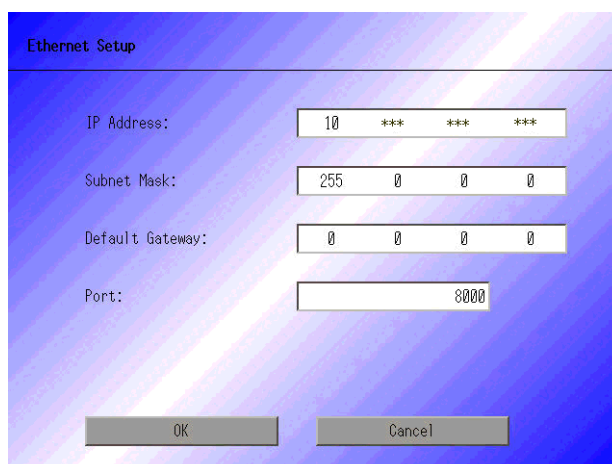 Ethernet Setup
IP Address: 10 *** *** ***
Subnet Mask: 255 0 0 0
Default Gateway: 0 0 0 0
Port: 8000
OK Cancel